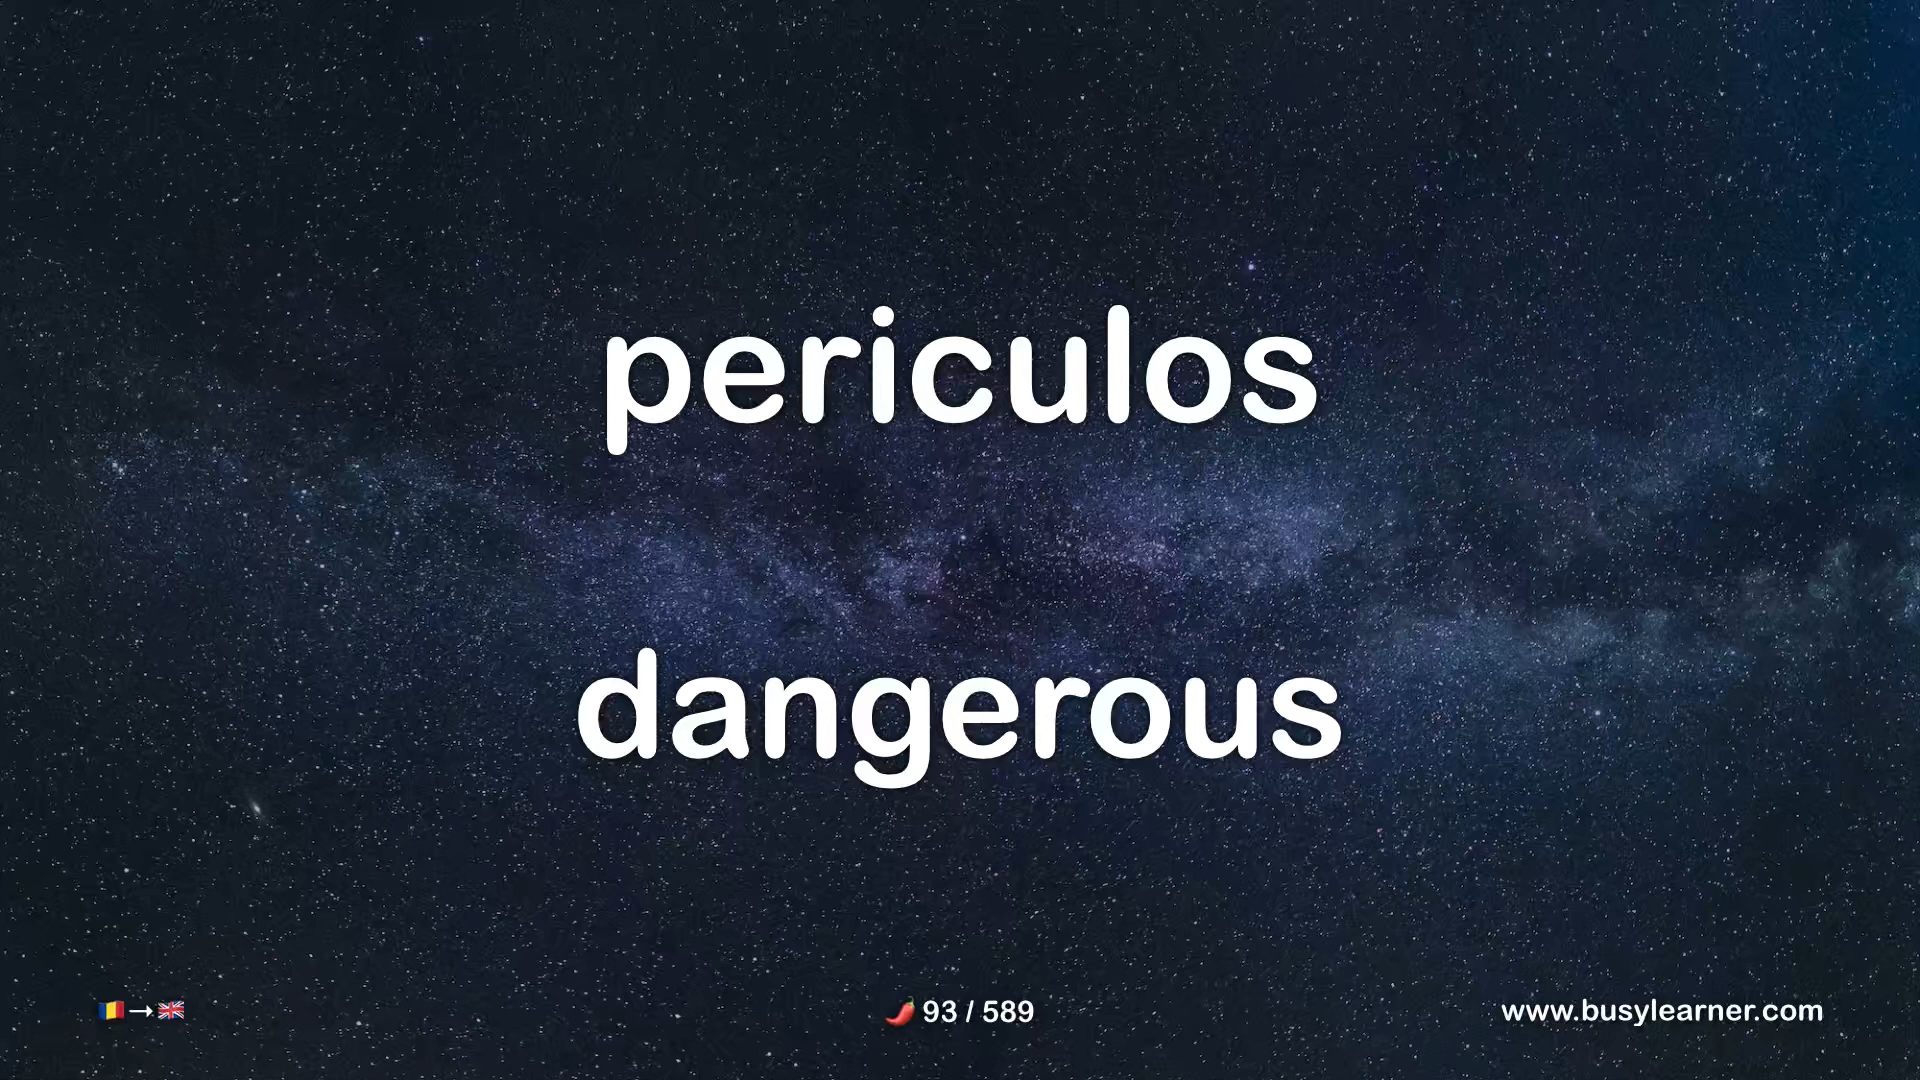 periculos
dangerous
🇷🇴→🇬🇧
🌶️ 93 / 589
www.busylearner.com